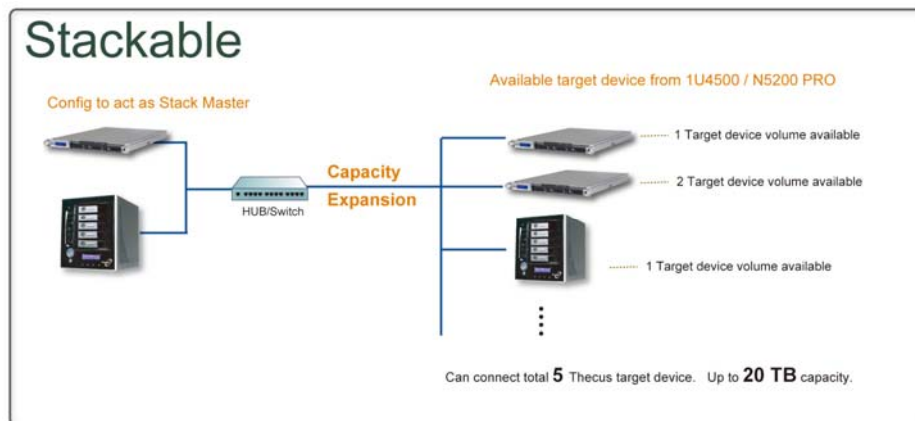 Stackable
Config to act as Stack Master
Available target device from 1U4500 / N5200 PRO
1 Target device volume available
Capacity
Expansion
2 Target device volume available
HUB/Switch
1 Target device volume available
Can connect total 5 Thecus target device. Up to 20 TB capacity.